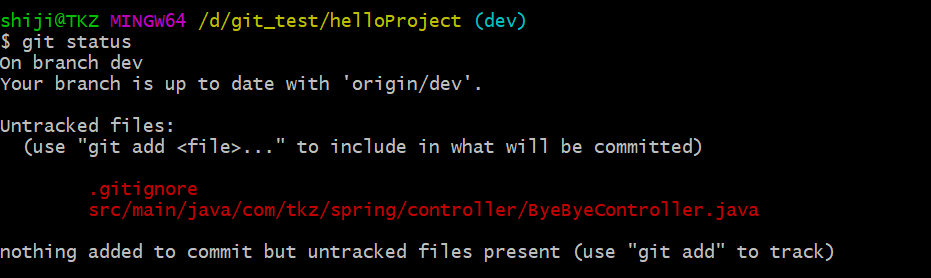 shiji@TKZ MINGW64 /d/git_test/helloProject (dev)
$ git status
On branch dev
Your branch is up to date with 'origin/dev'.
Untracked files:
(use "git add <file>..." to include in what will be committed)
.gitignore
src/main/java/com/tkz/spring/controller/ByeByeController.java
nothing added to commit but untracked files present (use "git add" to track)